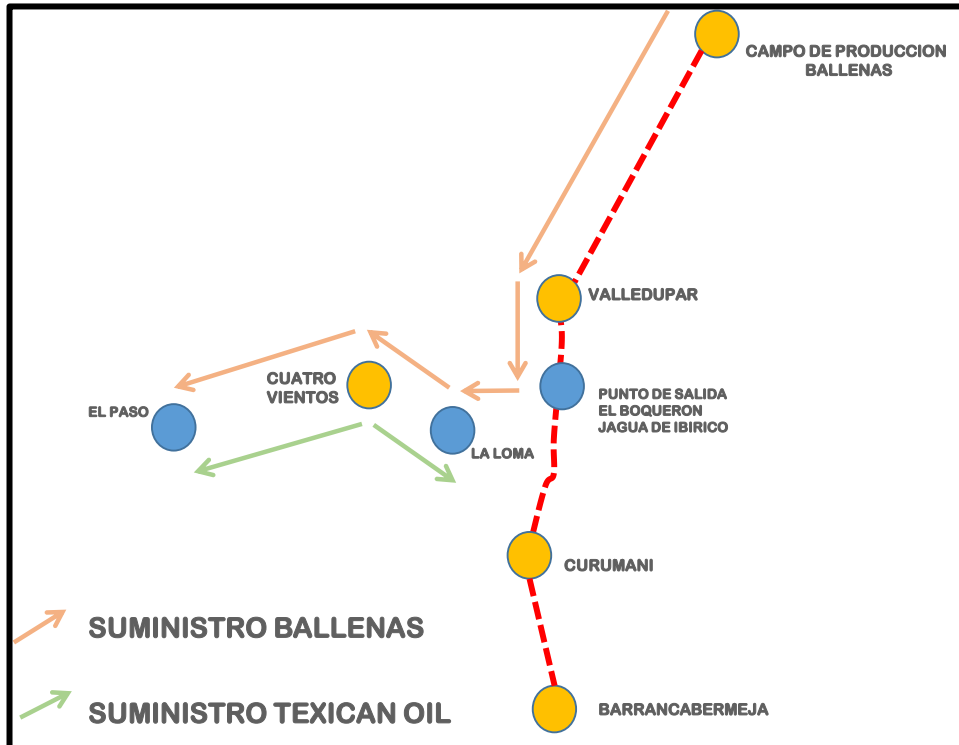 CAMPO DE PRODUCCION
BALLENAS
VALLEDUPAR
CUATRO
VIENTOS
PUNTO DE SALIDA
EL BOQUERON
JAGUA DE IBIRICO
EL PASO
LA LOMA
CURUMANI
SUMINISTRO BALLENAS
SUMINISTRO TEXICAN OIL
BARRANCABERMEJA